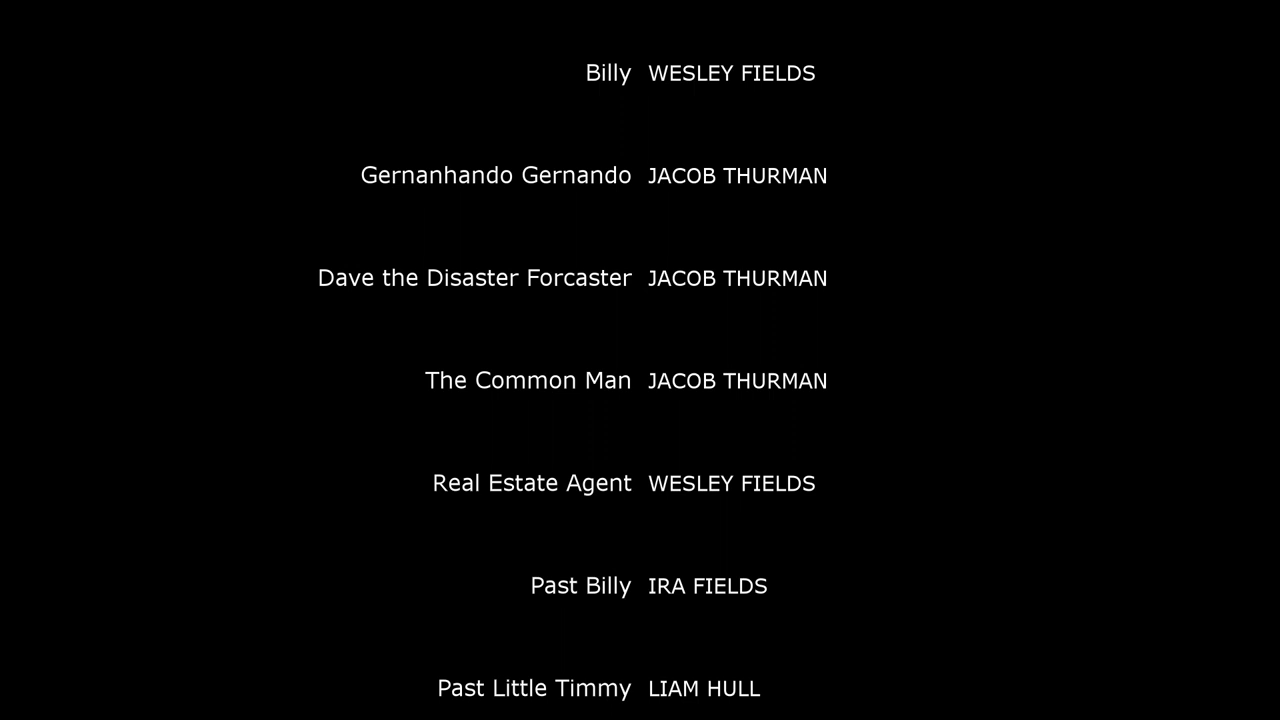 Billy WESLEY FIELDS
Gernanhando Gernando JACOB THURMAN
Dave the Disaster Forcaster JACOB THURMAN
The Common Man JACOB THURMAN
Real Estate Agent WESLEY FIELDS
Past Billy IRA FIELDS
Past Little Timmy LIAM HULL